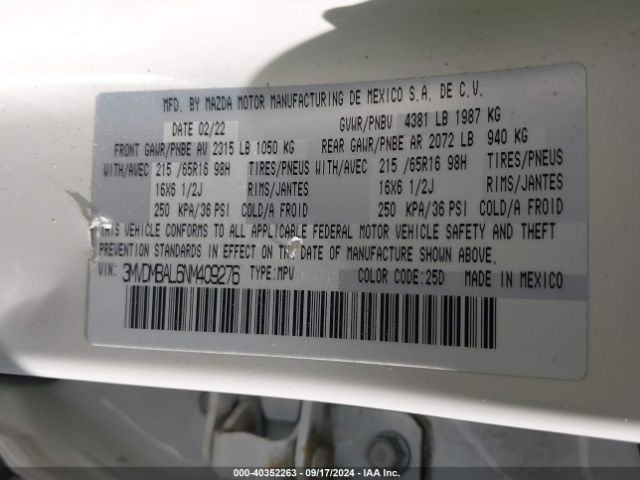 MFD. BY MAZDA MOTOR MANUFACTURING DE MEXICO S.A. DE C.V.
DATE 02/22 GVWR/PNBV 4381 LB 1987 KG
FRONT GAWR/PNBE AV 2315 LB 1050 KG REAR GAWR/PNBE AR 2072 LB 940 KG
WITH/AVEC 215 /65R16 98H TIRES/PNEUS WITH/AVEC 215 /65R16 98H TIRES/PNEUS
16X6 1/2J RIMS/JANTES 16X6 1/2J RIMS/JANTES
250 KPA/36 PSI COLD/A FROID 250 KPA/36 PSI COLD/A FROID
THIS VEHICLE CONFORMS TO ALL APPLICABLE FEDERAL MOTOR VEHICLE SAFETY AND THEFT
PREVENTION STANDARDS IN EFFECT ON THE DATE OF MANUFACTURE SHOWN ABOVE.
VIN: 3MVDMBAL6NM409276 TYPE:MPV COLOR CODE:25D MADE IN MEXICO
000-40352263 - 09/17/2024 - IAA Inc.